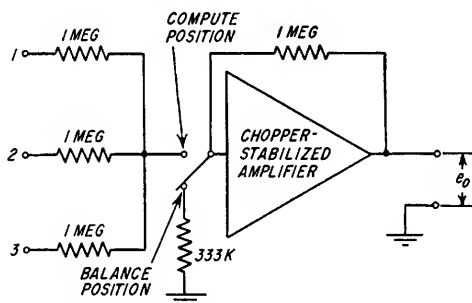 COMPUTE
POSITION
1
1 MEG
1 MEG
2
1 MEG
CHOPPER-
STABILIZED
AMPLIFIER
e₀
3
1 MEG
333K
BALANCE
POSITION